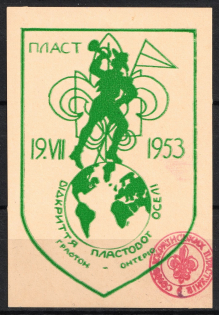 ПЛАСТ
19.VII 1953
ВІДКРИТТЯ ПЛАСТОВОЇ ОСЕЛІ
ГРАФТОН - ОНТЕРІО